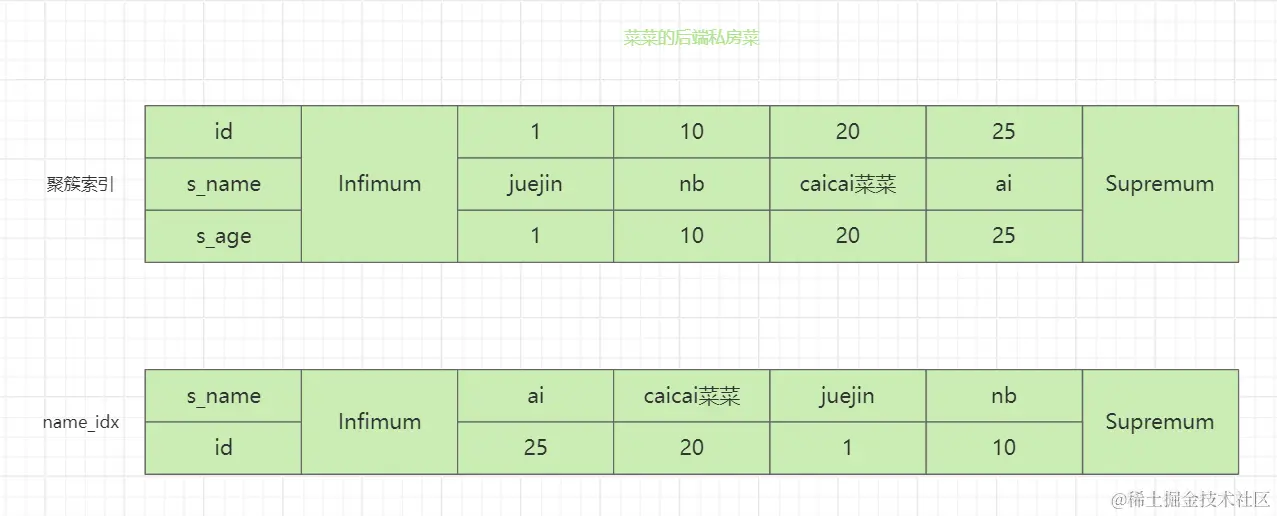 菜菜的后端私房菜
id 1 10 20 25
聚簇索引 s_name Infimum juejin nb caicai菜菜 ai Supremum
s_age 1 10 20 25
s_name ai caicai菜菜 juejin nb
name_idx Infimum Supremum
id 25 20 1 10
@稀土掘金技术社区